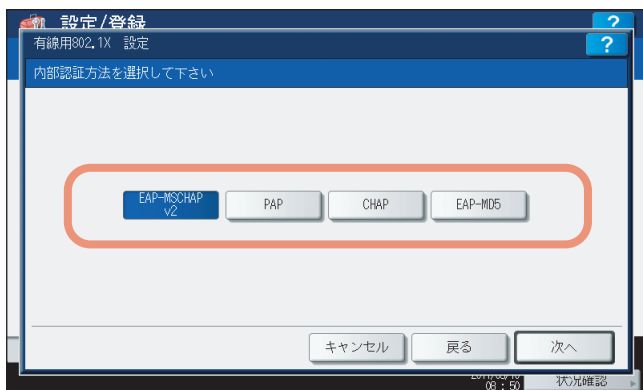 設定/登録
?
有線用802.1X 設定
?
内部認証方法を選択して下さい
EAP-MSCHAP
v2
PAP
CHAP
EAP-MD5
キャンセル
戻る
次へ
08:50
状況確認